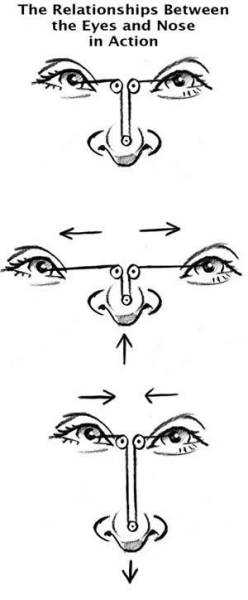 The Relationships Between
the Eyes and Nose
in Action